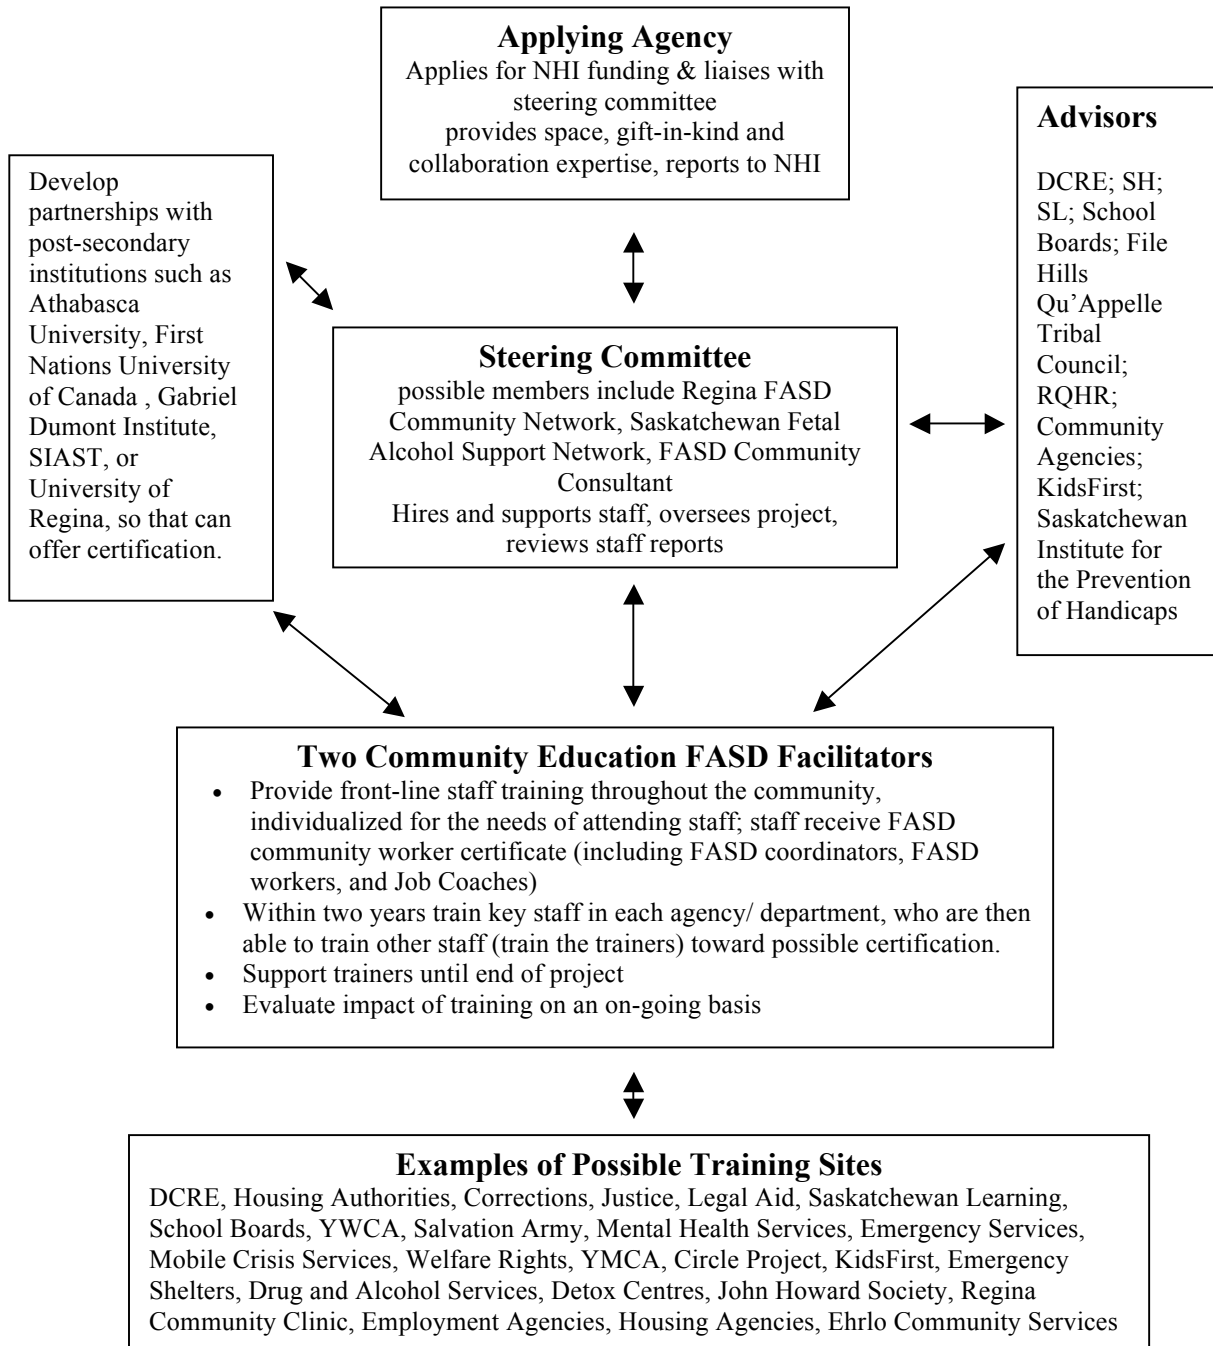 Applying Agency
Applies for NHI funding & liaises with
steering committee
provides space, gift-in-kind and
collaboration expertise, reports to NHI
Advisors
DCRE; SH;
SL; School
Boards; File
Hills
Qu’Appelle
Tribal
Council;
RQHR;
Community
Agencies;
KidsFirst;
Saskatchewan
Institute for
the Prevention
of Handicaps
Develop
partnerships with
post-secondary
institutions such as
Athabasca
University, First
Nations University
of Canada , Gabriel
Dumont Institute,
SIAST, or
University of
Regina, so that can
offer certification.
Steering Committee
possible members include Regina FASD
Community Network, Saskatchewan Fetal
Alcohol Support Network, FASD Community
Consultant
Hires and supports staff, oversees project,
reviews staff reports
Two Community Education FASD Facilitators
• Provide front-line staff training throughout the community,
individualized for the needs of attending staff; staff receive FASD
community worker certificate (including FASD coordinators, FASD
workers, and Job Coaches)
• Within two years train key staff in each agency/ department, who are then
able to train other staff (train the trainers) toward possible certification.
• Support trainers until end of project
• Evaluate impact of training on an on-going basis
Examples of Possible Training Sites
DCRE, Housing Authorities, Corrections, Justice, Legal Aid, Saskatchewan Learning,
School Boards, YWCA, Salvation Army, Mental Health Services, Emergency Services,
Mobile Crisis Services, Welfare Rights, YMCA, Circle Project, KidsFirst, Emergency
Shelters, Drug and Alcohol Services, Detox Centres, John Howard Society, Regina
Community Clinic, Employment Agencies, Housing Agencies, Ehrlo Community Services